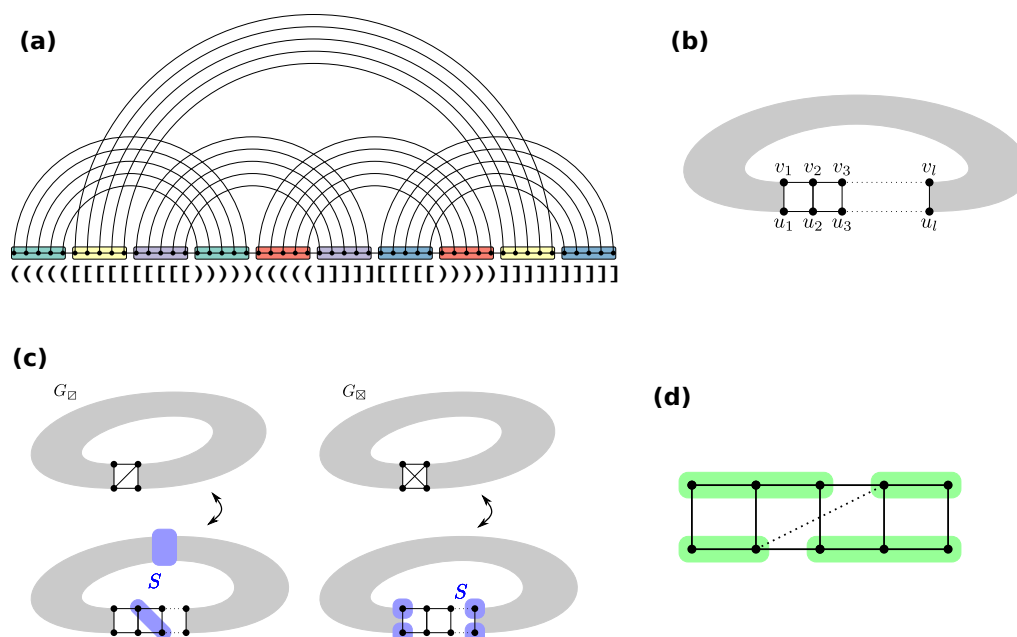 (a)
((((([[[[[[[[[[)))))(((((]]]]][[[[[)))))]]]]]]]]]]
(b)
v₁ v₂ v₃ vₗ
u₁ u₂ u₃ uₗ
(c)
G⍁ G⊠
S S
(d)